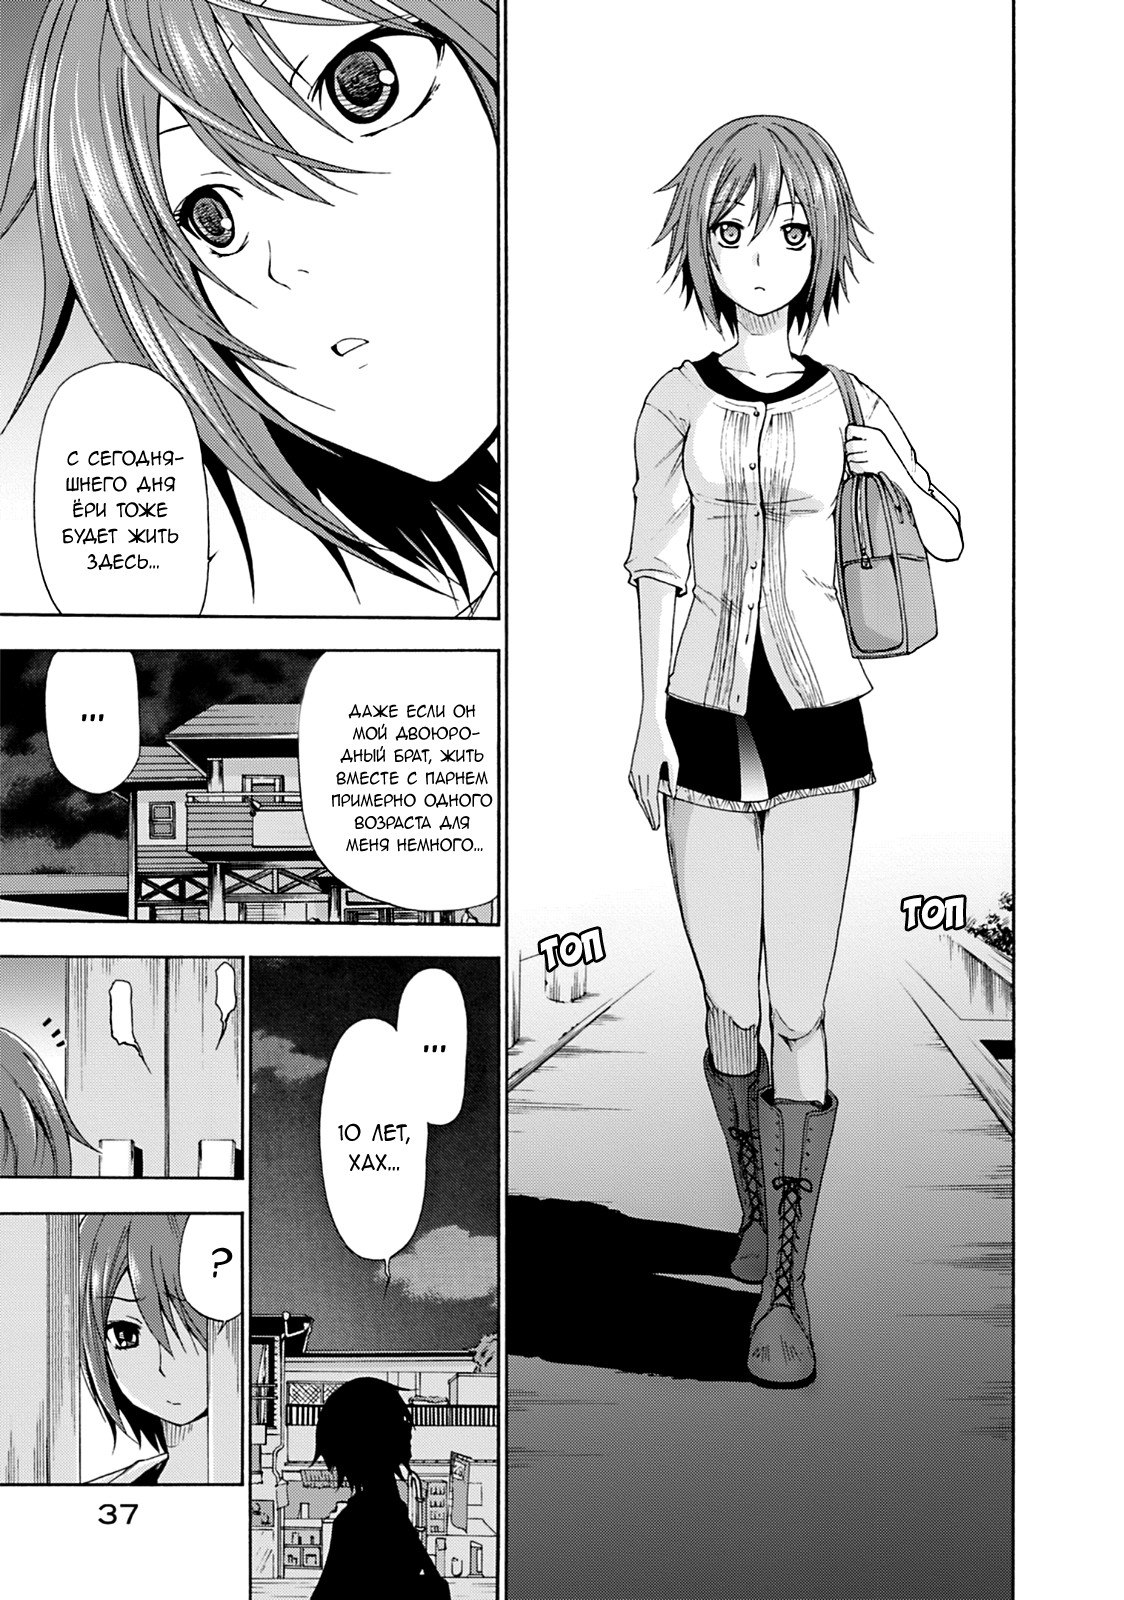 ТОП
ТОП
С СЕГОДНЯ-
ШНЕГО ДНЯ
ЁРИ ТОЖЕ
БУДЕТ ЖИТЬ
ЗДЕСЬ...
ДАЖЕ ЕСЛИ ОН
МОЙ ДВОЮРО-
ДНЫЙ БРАТ, ЖИТЬ
ВМЕСТЕ С ПАРНЕМ
ПРИМЕРНО ОДНОГО
ВОЗРАСТА ДЛЯ
МЕНЯ НЕМНОГО...
...
...
10 ЛЕТ,
ХАХ...
?
37